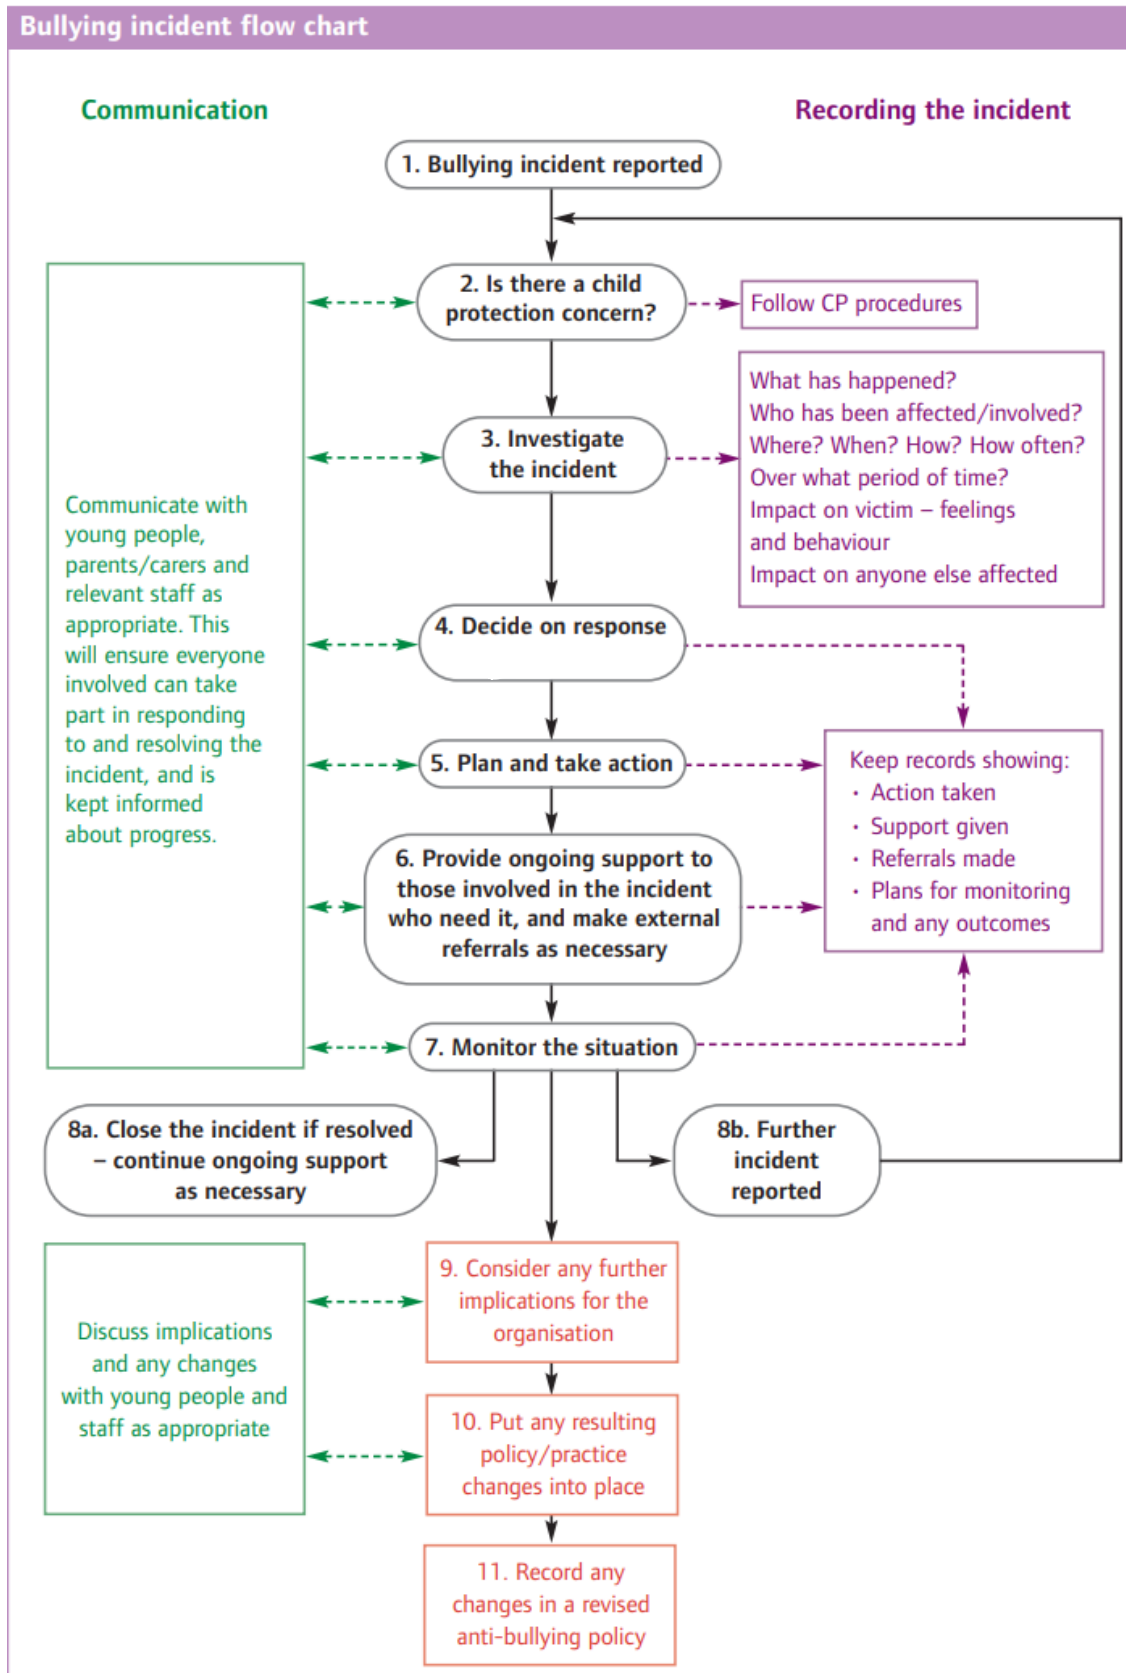 Bullying incident flow chart
Communication
Recording the incident
1. Bullying incident reported
2. Is there a child
protection concern?
Follow CP procedures
What has happened?
Who has been affected/involved?
Where? When? How? How often?
Over what period of time?
Impact on victim – feelings
and behaviour
Impact on anyone else affected
3. Investigate
the incident
Communicate with
young people,
parents/carers and
relevant staff as
appropriate. This
will ensure everyone
involved can take
part in responding
to and resolving the
incident, and is
kept informed
about progress.
4. Decide on response
5. Plan and take action
Keep records showing:
• Action taken
• Support given
• Referrals made
• Plans for monitoring
and any outcomes
6. Provide ongoing support to
those involved in the incident
who need it, and make external
referrals as necessary
7. Monitor the situation
8a. Close the incident if resolved
– continue ongoing support
as necessary
8b. Further
incident
reported
9. Consider any further
implications for the
organisation
Discuss implications
and any changes
with young people and
staff as appropriate
10. Put any resulting
policy/practice
changes into place
11. Record any
changes in a revised
anti-bullying policy